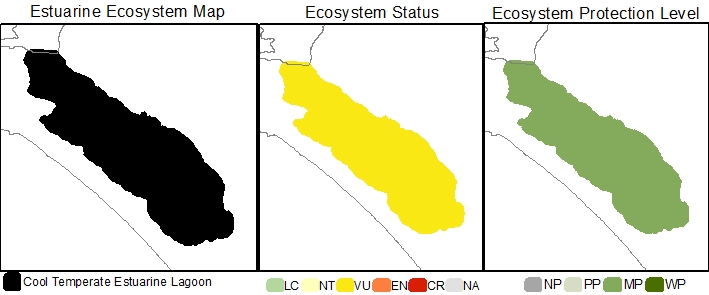 Estuarine Ecosystem Map
Ecosystem Status
Ecosystem Protection Level
Cool Temperate Estuarine Lagoon
LC NT VU EN CR NA
NP PP MP WP